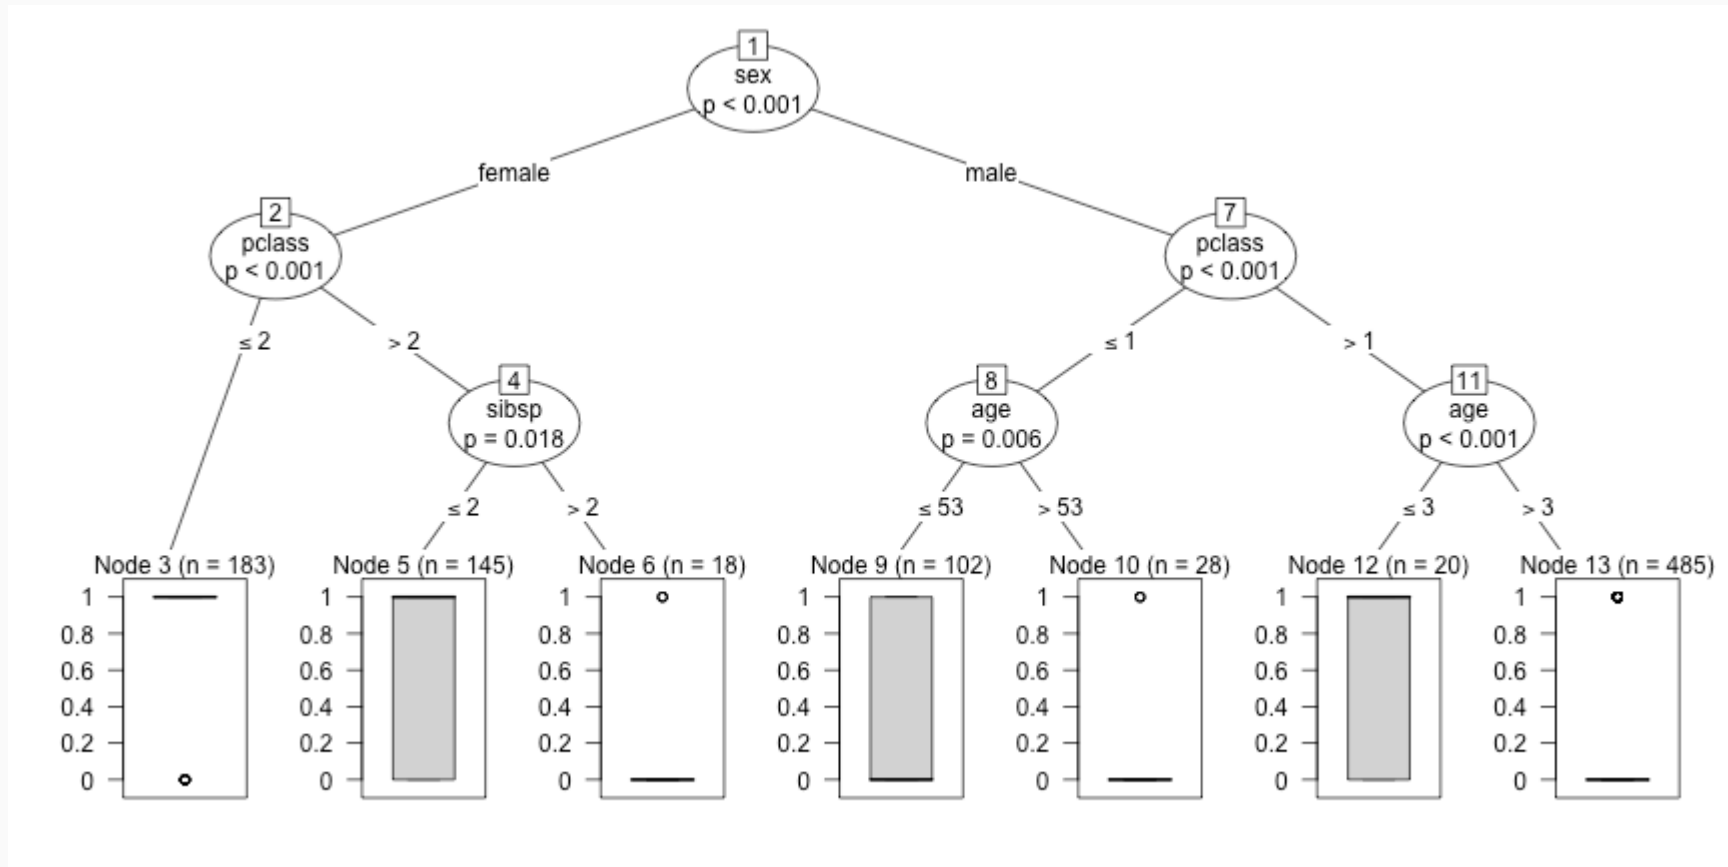 1
sex
p < 0.001
female
male
2
pclass
p < 0.001
7
pclass
p < 0.001
≤ 2
> 2
≤ 1
> 1
4
sibsp
p = 0.018
8
age
p = 0.006
11
age
p < 0.001
≤ 2
> 2
≤ 53
> 53
≤ 3
> 3
Node 3 (n = 183)
1
0.8
0.6
0.4
0.2
0
Node 5 (n = 145)
1
0.8
0.6
0.4
0.2
0
Node 6 (n = 18)
1
0.8
0.6
0.4
0.2
0
Node 9 (n = 102)
1
0.8
0.6
0.4
0.2
0
Node 10 (n = 28)
1
0.8
0.6
0.4
0.2
0
Node 12 (n = 20)
1
0.8
0.6
0.4
0.2
0
Node 13 (n = 485)
1
0.8
0.6
0.4
0.2
0